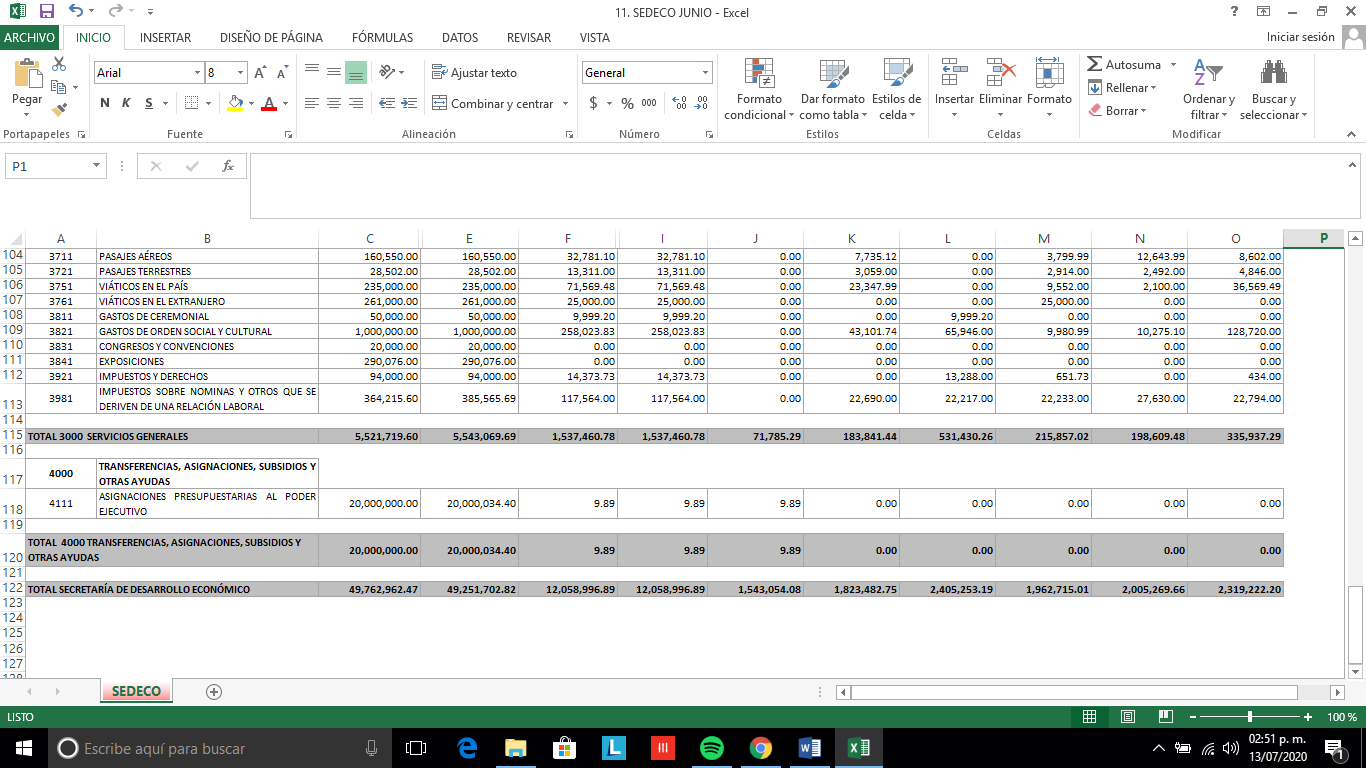 11. SEDECO JUNIO - Excel
ARCHIVO INICIO INSERTAR DISEÑO DE PÁGINA FÓRMULAS DATOS REVISAR VISTA Iniciar sesión
Pegar
Arial 8
N K S
Ajustar texto
Combinar y centrar
General
$ % 000
Formato condicional
Dar formato como tabla
Estilos de celda
Insertar Eliminar Formato
Autosuma
Rellenar
Borrar
Ordenar y filtrar
Buscar y seleccionar
Portapapeles Fuente Alineación Número Estilos Celdas Modificar
P1 fx
A B C E F I J K L M N O P
104 3711 PASAJES AÉREOS 160,550.00 160,550.00 32,781.10 32,781.10 0.00 7,735.12 0.00 3,799.99 12,643.99 8,602.00
105 3721 PASAJES TERRESTRES 28,502.00 28,502.00 13,311.00 13,311.00 0.00 3,059.00 0.00 2,914.00 2,492.00 4,846.00
106 3751 VIÁTICOS EN EL PAÍS 235,000.00 235,000.00 71,569.48 71,569.48 0.00 23,347.99 0.00 9,552.00 2,100.00 36,569.49
107 3761 VIÁTICOS EN EL EXTRANJERO 261,000.00 261,000.00 25,000.00 25,000.00 0.00 0.00 0.00 25,000.00 0.00 0.00
108 3811 GASTOS DE CEREMONIAL 50,000.00 50,000.00 9,999.20 9,999.20 0.00 0.00 9,999.20 0.00 0.00 0.00
109 3821 GASTOS DE ORDEN SOCIAL Y CULTURAL 1,000,000.00 1,000,000.00 258,023.83 258,023.83 0.00 43,101.74 65,946.00 9,980.99 10,275.10 128,720.00
110 3831 CONGRESOS Y CONVENCIONES 20,000.00 20,000.00 0.00 0.00 0.00 0.00 0.00 0.00 0.00 0.00
111 3841 EXPOSICIONES 290,076.00 290,076.00 0.00 0.00 0.00 0.00 0.00 0.00 0.00 0.00
112 3921 IMPUESTOS Y DERECHOS 94,000.00 94,000.00 14,373.73 14,373.73 0.00 0.00 13,288.00 651.73 0.00 434.00
113 3981 IMPUESTOS SOBRE NOMINAS Y OTROS QUE SE
DERIVEN DE UNA RELACIÓN LABORAL 364,215.60 385,565.69 117,564.00 117,564.00 0.00 22,690.00 22,217.00 22,233.00 27,630.00 22,794.00
114
115 TOTAL 3000 SERVICIOS GENERALES 5,521,719.60 5,543,069.69 1,537,460.78 1,537,460.78 71,785.29 183,841.44 531,430.26 215,857.02 198,609.48 335,937.29
116
117 4000 TRANSFERENCIAS, ASIGNACIONES, SUBSIDIOS Y
OTRAS AYUDAS
118 4111 ASIGNACIONES PRESUPUESTARIAS AL PODER
EJECUTIVO 20,000,000.00 20,000,034.40 9.89 9.89 9.89 0.00 0.00 0.00 0.00 0.00
119
120 TOTAL 4000 TRANSFERENCIAS, ASIGNACIONES, SUBSIDIOS Y
OTRAS AYUDAS 20,000,000.00 20,000,034.40 9.89 9.89 9.89 0.00 0.00 0.00 0.00 0.00
121
122 TOTAL SECRETARÍA DE DESARROLLO ECONÓMICO 49,762,962.47 49,251,702.82 12,058,996.89 12,058,996.89 1,543,054.08 1,823,482.75 2,405,253.19 1,962,715.01 2,005,269.66 2,319,222.20
123
124
125
126
127
128
SEDECO
LISTO 100 %
Escribe aquí para buscar
02:51 p. m.
13/07/2020
1